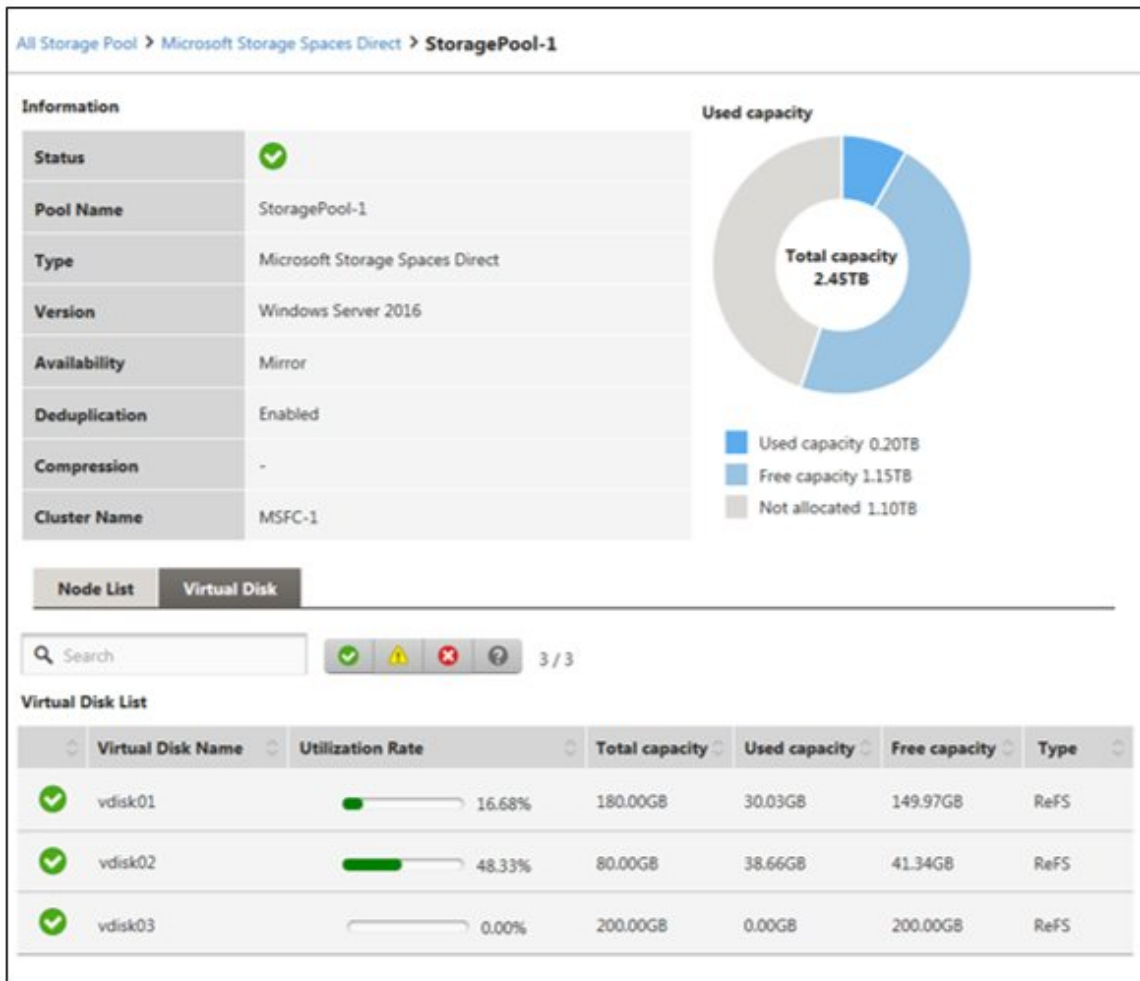 All Storage Pool > Microsoft Storage Spaces Direct > StoragePool-1
Information
Status
Pool Name StoragePool-1
Type Microsoft Storage Spaces Direct
Version Windows Server 2016
Availability Mirror
Deduplication Enabled
Compression -
Cluster Name MSFC-1
Used capacity
Total capacity
2.45TB
Used capacity 0.20TB
Free capacity 1.15TB
Not allocated 1.10TB
Node List Virtual Disk
Search 3 / 3
Virtual Disk List
Virtual Disk Name Utilization Rate Total capacity Used capacity Free capacity Type
vdisk01 16.68% 180.00GB 30.03GB 149.97GB ReFS
vdisk02 48.33% 80.00GB 38.66GB 41.34GB ReFS
vdisk03 0.00% 200.00GB 0.00GB 200.00GB ReFS